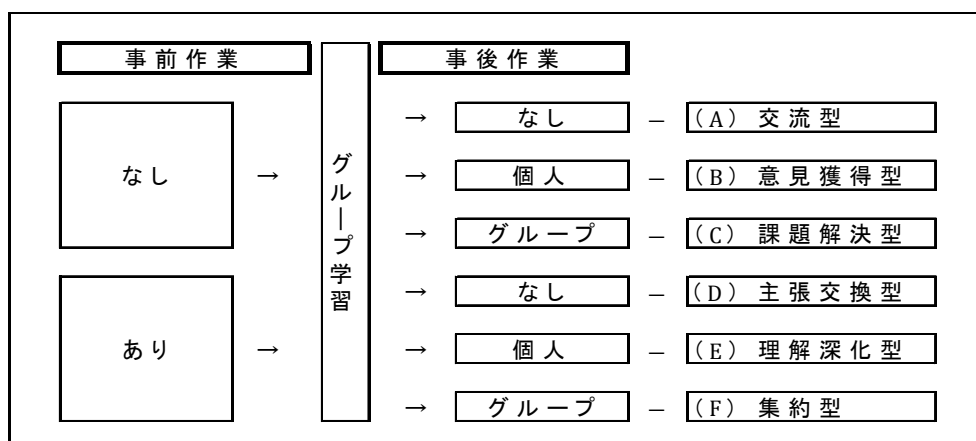 事前作業
事後作業
なし
→
グループ学習
→ なし － (A) 交流型
→ 個人 － (B) 意見獲得型
→ グループ － (C) 課題解決型
あり
→
→ なし － (D) 主張交換型
→ 個人 － (E) 理解深化型
→ グループ － (F) 集約型